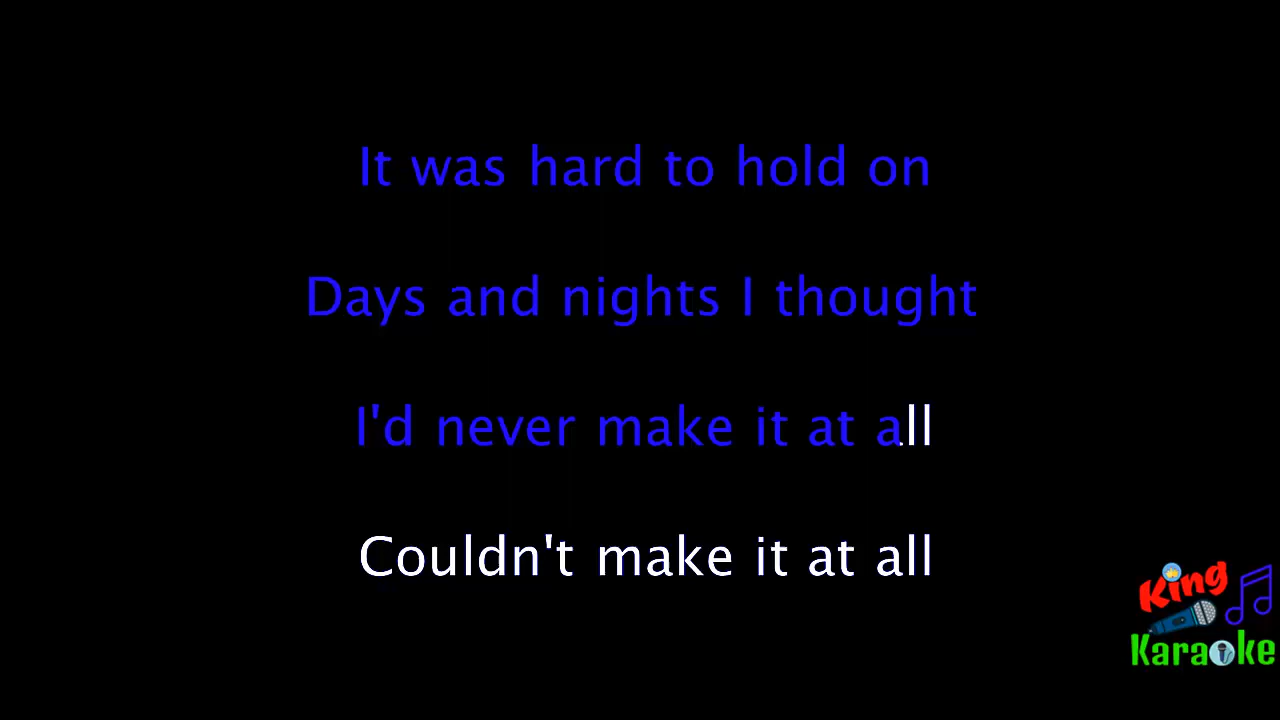 It was hard to hold on
Days and nights I thought
I'd never make it at all
Couldn't make it at all
King
Karaoke